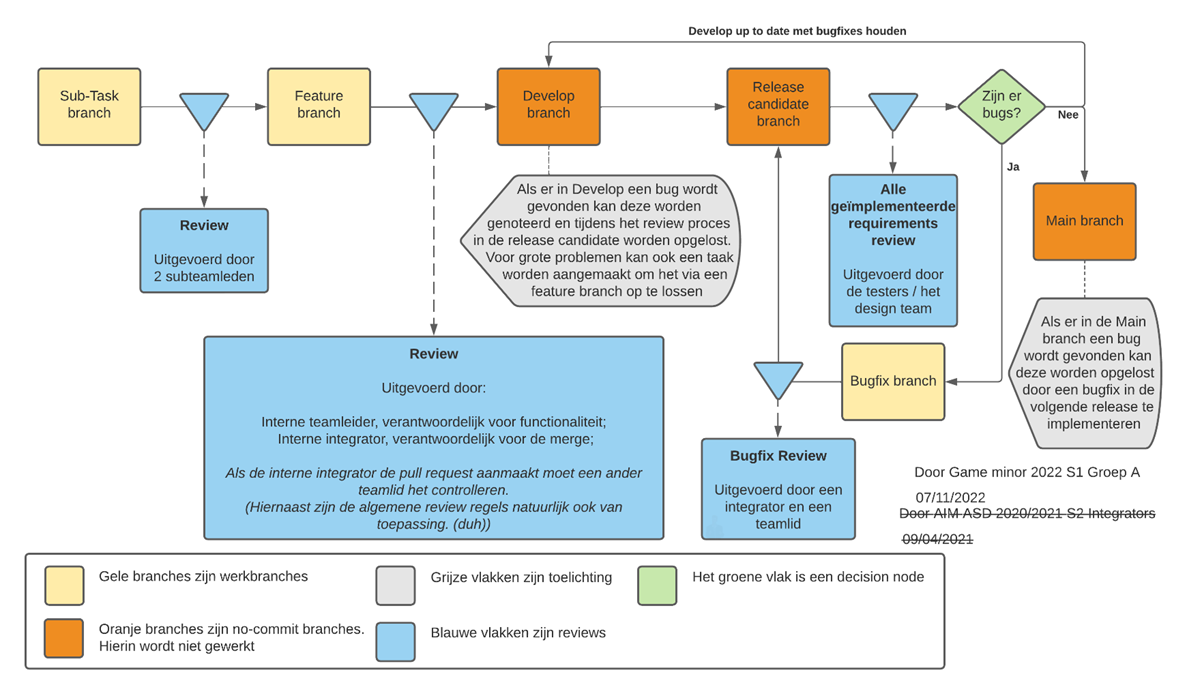 Develop up to date met bugfixes houden
Sub-Task
branch
Feature
branch
Develop
branch
Release
candidate
branch
Zijn er
bugs?
Nee
Ja
Main branch
Review
Uitgevoerd door
2 subteamleden
Als er in Develop een bug wordt
gevonden kan deze worden
genoteerd en tijdens het review proces
in de release candidate worden opgelost.
Voor grote problemen kan ook een taak
worden aangemaakt om het via een
feature branch op te lossen
Alle
geïmplementeerde
requirements
review
Uitgevoerd door
de testers / het
design team
Als er in de Main
branch een bug
wordt gevonden kan
deze worden opgelost
door een bugfix in de
volgende release te
implementeren
Review
Uitgevoerd door:
Interne teamleider, verantwoordelijk voor functionaliteit;
Interne integrator, verantwoordelijk voor de merge;
Als de interne integrator de pull request aanmaakt moet een ander
teamlid het controleren.
(Hiernaast zijn de algemene review regels natuurlijk ook van
toepassing. (duh))
Bugfix branch
Bugfix Review
Uitgevoerd door een
integrator en een
teamlid
Door Game minor 2022 S1 Groep A
07/11/2022
Door AIM ASD 2020/2021 S2 Integrators
09/04/2021
Gele branches zijn werkbranches
Grijze vlakken zijn toelichting
Het groene vlak is een decision node
Oranje branches zijn no-commit branches.
Hierin wordt niet gewerkt
Blauwe vlakken zijn reviews